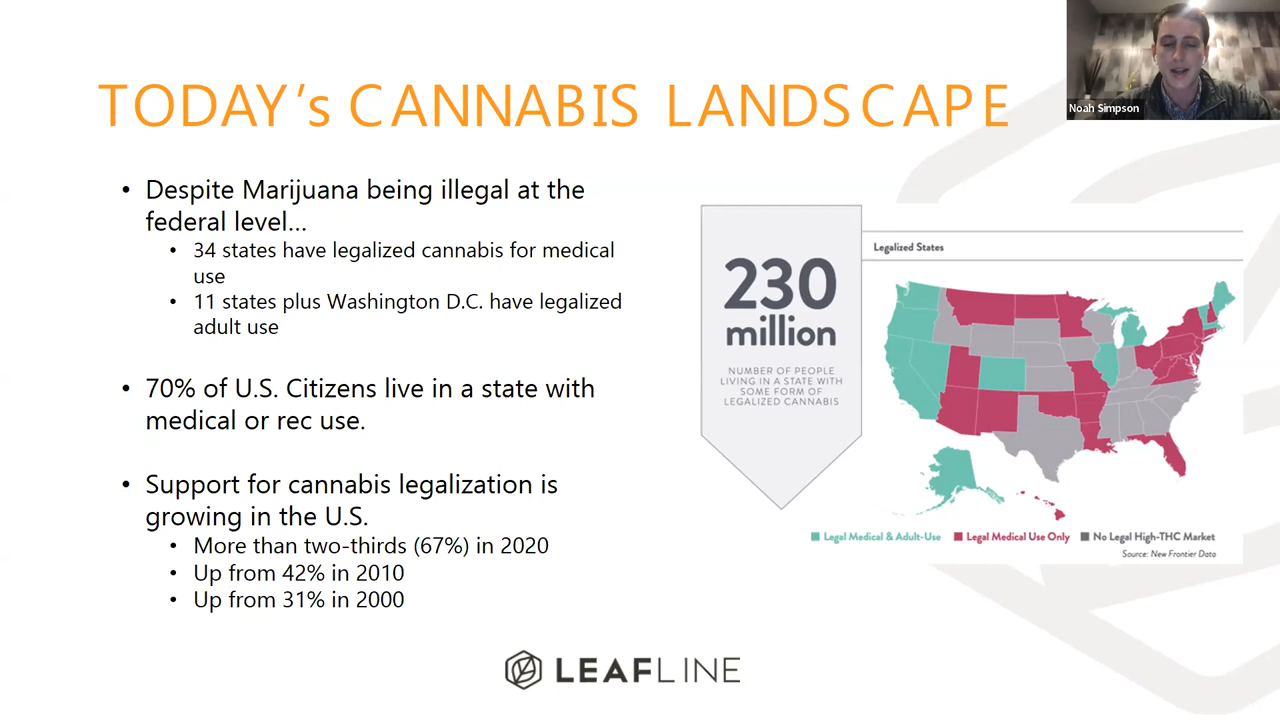 TODAY's CANNABIS LANDSCAPE
Noah Simpson
• Despite Marijuana being illegal at the
federal level...
• 34 states have legalized cannabis for medical
use
• 11 states plus Washington D.C. have legalized
adult use
• 70% of U.S. Citizens live in a state with
medical or rec use.
• Support for cannabis legalization is
growing in the U.S.
• More than two-thirds (67%) in 2020
• Up from 42% in 2010
• Up from 31% in 2000
230
million
NUMBER OF PEOPLE
LIVING IN A STATE WITH
SOME FORM OF
LEGALIZED CANNABIS
Legalized States
Legal Medical & Adult-Use
Legal Medical Use Only
No Legal High-THC Market
Source: New Frontier Data
LEAFLINE